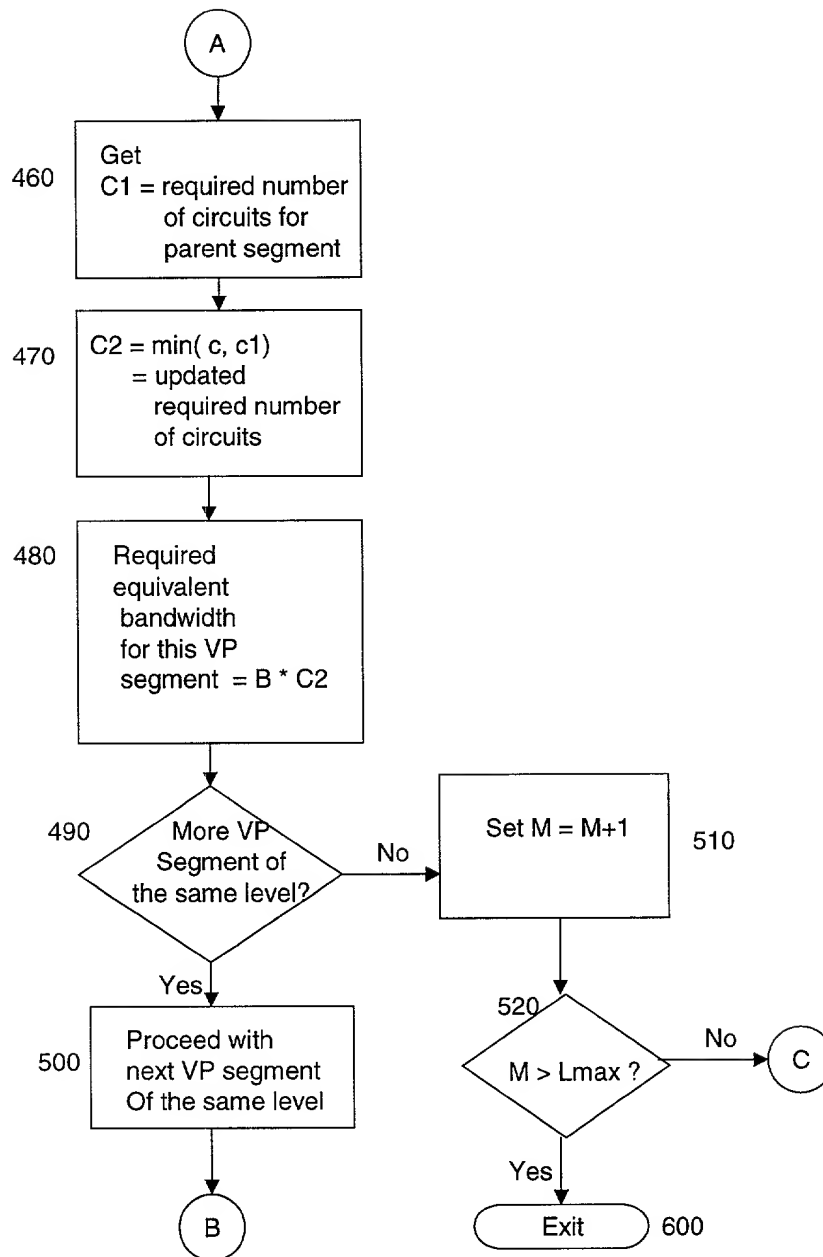 A
460
Get
C1 = required number
of circuits for
parent segment
470
C2 = min( c, c1)
= updated
required number
of circuits
480
Required
equivalent
bandwidth
for this VP
segment = B * C2
490
More VP
Segment of
the same level?
No
Set M = M+1
510
Yes
500
Proceed with
next VP segment
Of the same level
520
M > Lmax ?
No
C
Yes
B
Exit
600